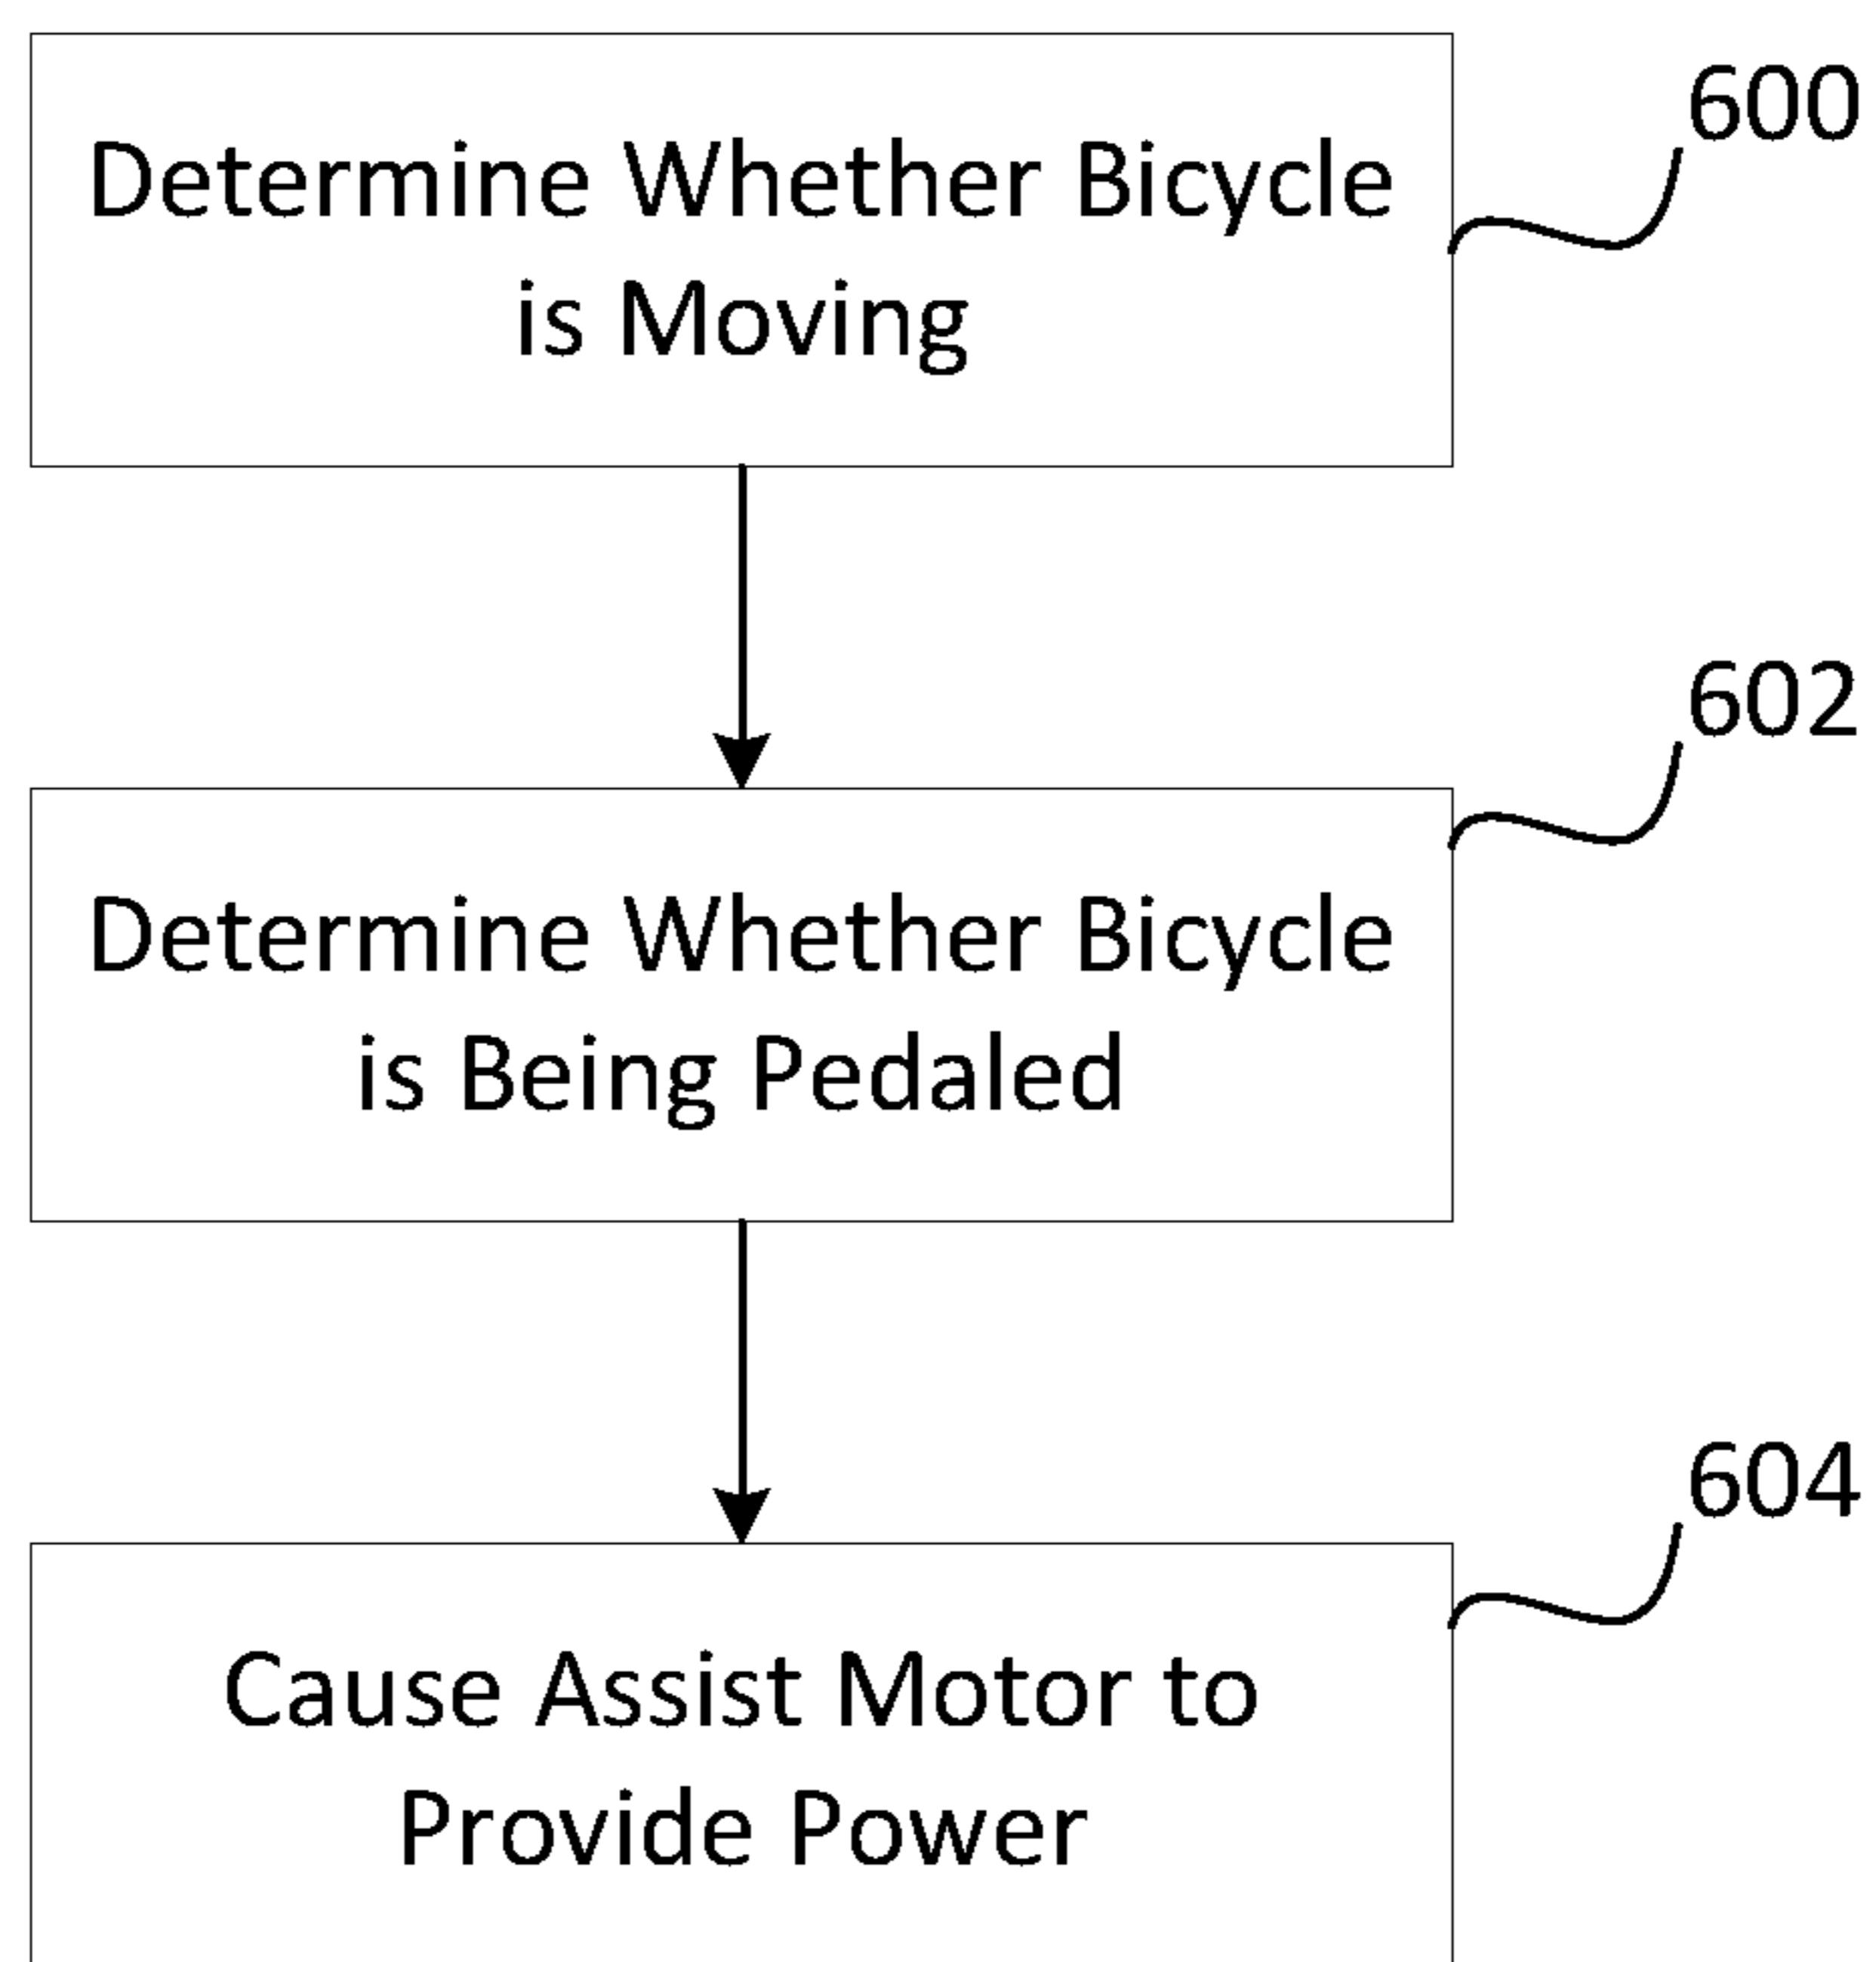 600
Determine Whether Bicycle
is Moving
602
Determine Whether Bicycle
is Being Pedaled
604
Cause Assist Motor to
Provide Power